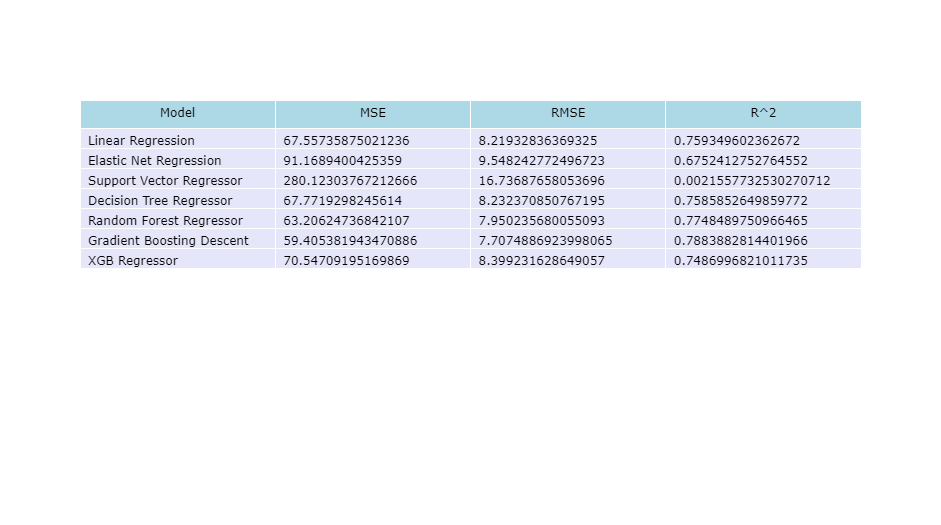 Model MSE RMSE R^2
Linear Regression 67.55735875021236 8.21932836369325 0.759349602362672
Elastic Net Regression 91.1689400425359 9.548242772496723 0.6752412752764552
Support Vector Regressor 280.12303767212666 16.73687658053696 0.0021557732530270712
Decision Tree Regressor 67.7719298245614 8.232370850767195 0.7585852649859772
Random Forest Regressor 63.20624736842107 7.950235680055093 0.7748489750966465
Gradient Boosting Descent 59.405381943470886 7.7074886923998065 0.7883882814401966
XGB Regressor 70.54709195169869 8.399231628649057 0.7486996821011735